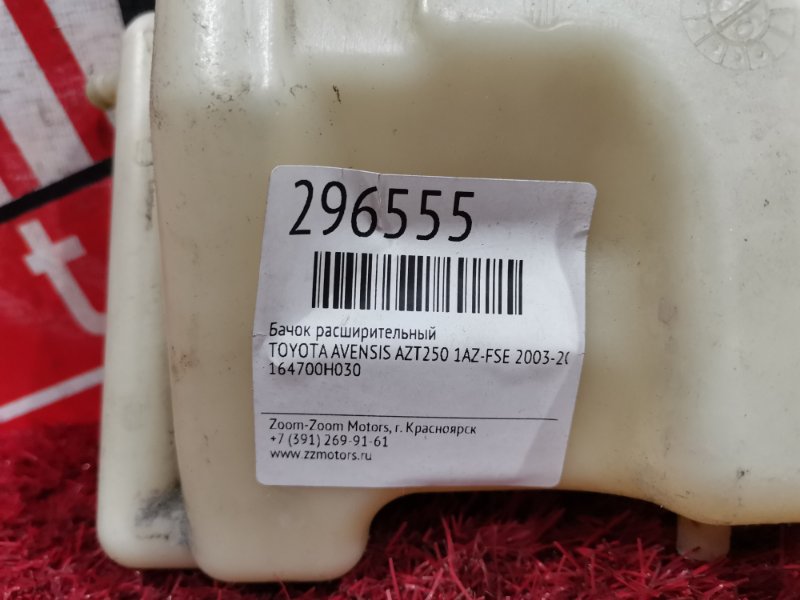 296555
Бачок расширительный
TOYOTA AVENSIS AZT250 1AZ-FSE 2003-20
164700H030
Zoom-Zoom Motors, г. Красноярск
+7 (391) 269-91-61
www.zzmotors.ru
t